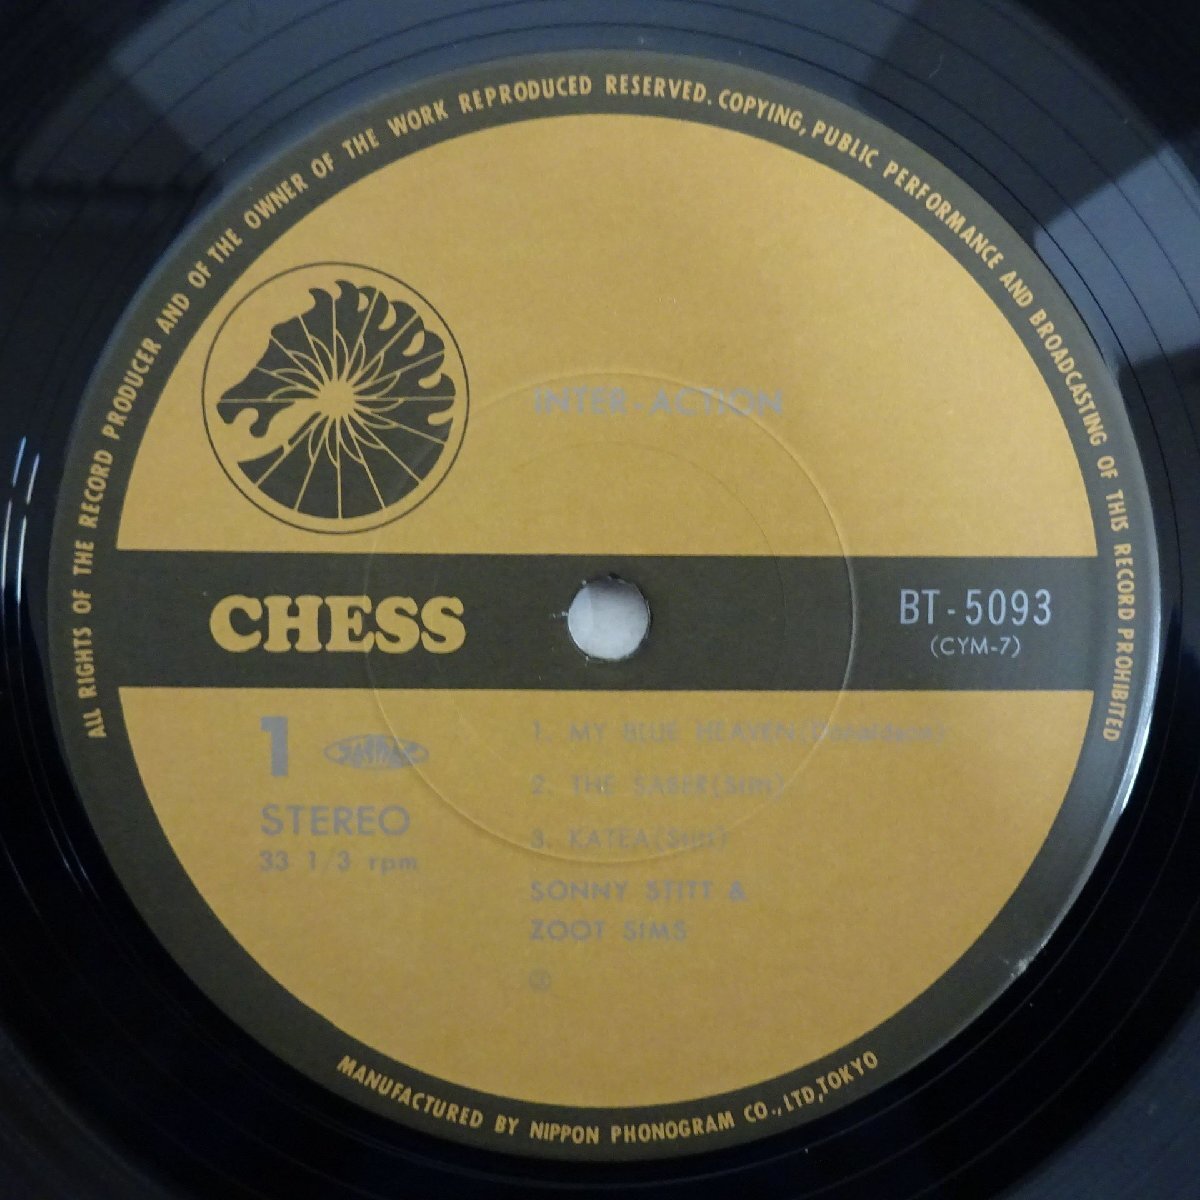 ALL RIGHTS OF THE RECORD PRODUCER AND OF THE OWNER OF THE WORK REPRODUCED RESERVED. COPYING, PUBLIC PERFORMANCE AND BROADCASTING OF THIS RECORD PROHIBITED
INTER-ACTION
CHESS
BT-5093
(CYM-7)
1
STEREO
33 1/3 rpm
1. MY BLUE HEAVEN(Donaldson)
2. THE SABER(Stitt)
3. KATEA(Stitt)
SONNY STITT &
ZOOT SIMS
MANUFACTURED BY NIPPON PHONOGRAM CO.,LTD,TOKYO